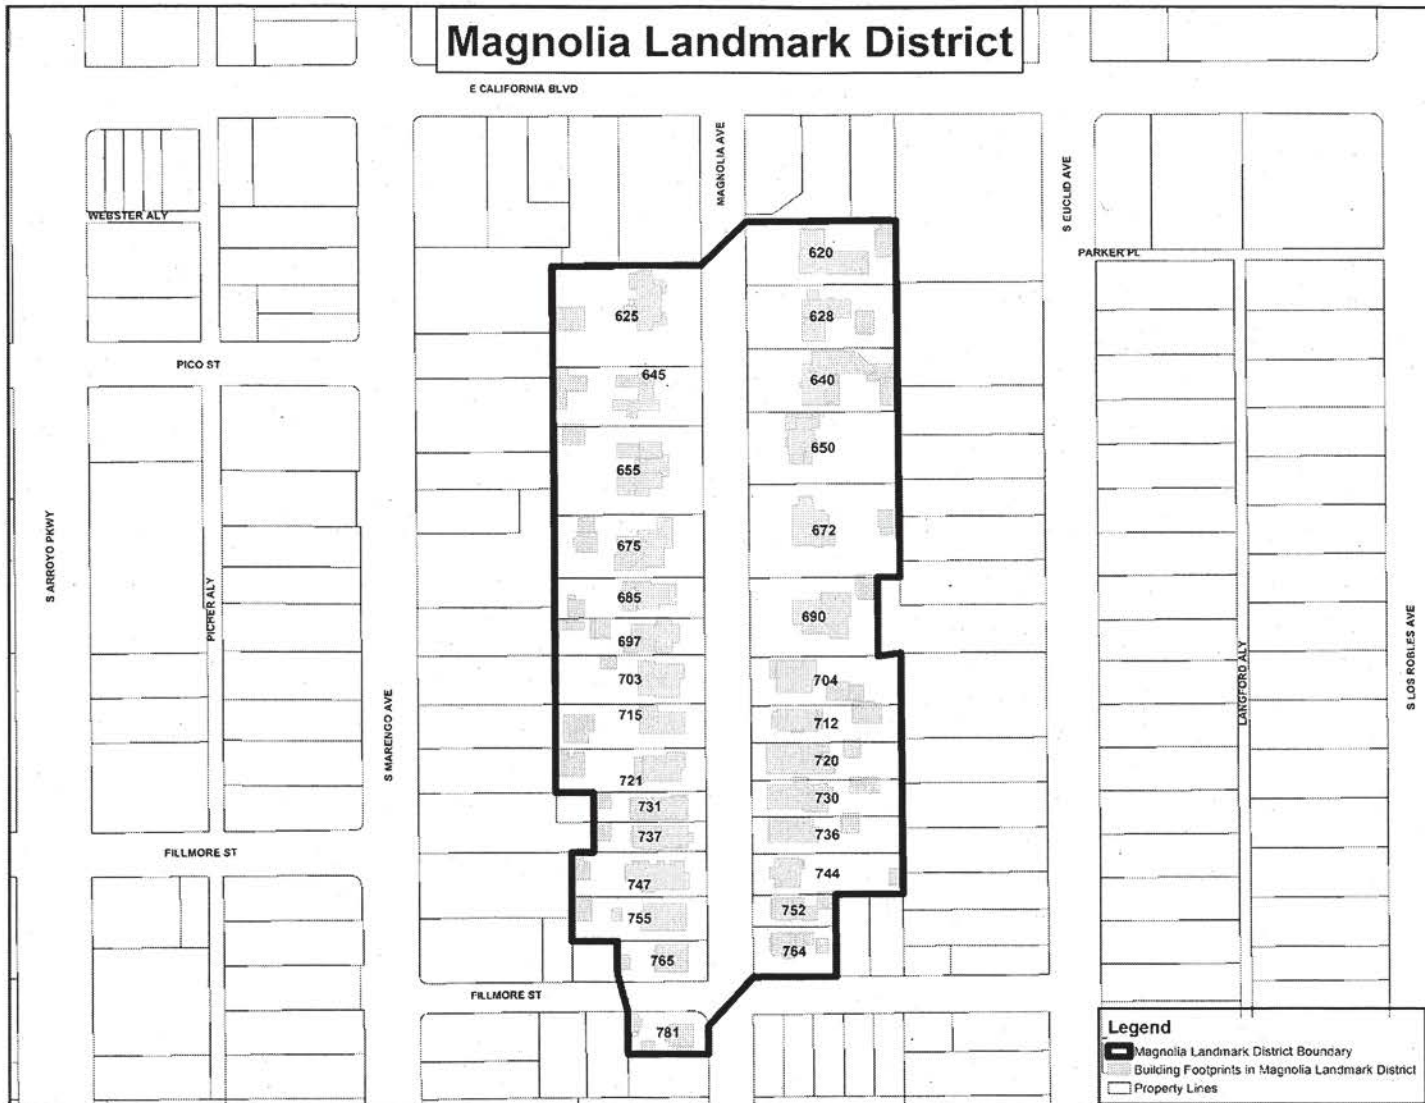 Magnolia Landmark District
E CALIFORNIA BLVD
MAGNOLIA AVE
S EUCLID AVE
WEBSTER ALY
PARKER PL
PICO ST
S ARROYO PKWY
PICHER ALY
S MARENGO AVE
LANGFORD ALY
S LOS ROBLES AVE
FILLMORE ST
FILLMORE ST
620
625
628
645
640
650
655
672
675
685
690
697
703
704
715
712
720
721
730
731
737
736
744
747
752
755
764
765
781
Legend
Magnolia Landmark District Boundary
Building Footprints in Magnolia Landmark District
Property Lines